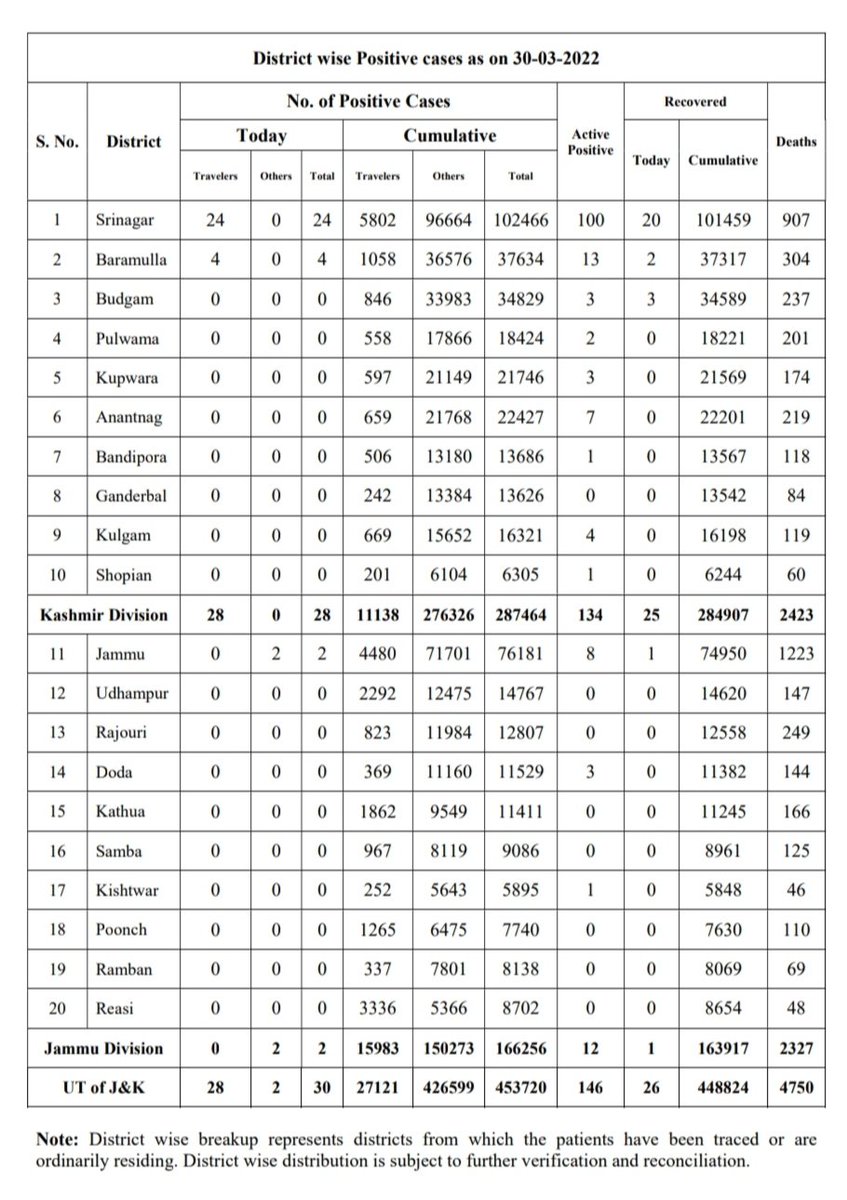 District wise Positive cases as on 30-03-2022
S. No. District No. of Positive Cases Active Positive Recovered Deaths
Today Cumulative Today Cumulative
Travelers Others Total Travelers Others Total
1 Srinagar 24 0 24 5802 96664 102466 100 20 101459 907
2 Baramulla 4 0 4 1058 36576 37634 13 2 37317 304
3 Budgam 0 0 0 846 33983 34829 3 3 34589 237
4 Pulwama 0 0 0 558 17866 18424 2 0 18221 201
5 Kupwara 0 0 0 597 21149 21746 3 0 21569 174
6 Anantnag 0 0 0 659 21768 22427 7 0 22201 219
7 Bandipora 0 0 0 506 13180 13686 1 0 13567 118
8 Ganderbal 0 0 0 242 13384 13626 0 0 13542 84
9 Kulgam 0 0 0 669 15652 16321 4 0 16198 119
10 Shopian 0 0 0 201 6104 6305 1 0 6244 60
Kashmir Division 28 0 28 11138 276326 287464 134 25 284907 2423
11 Jammu 0 2 2 4480 71701 76181 8 1 74950 1223
12 Udhampur 0 0 0 2292 12475 14767 0 0 14620 147
13 Rajouri 0 0 0 823 11984 12807 0 0 12558 249
14 Doda 0 0 0 369 11160 11529 3 0 11382 144
15 Kathua 0 0 0 1862 9549 11411 0 0 11245 166
16 Samba 0 0 0 967 8119 9086 0 0 8961 125
17 Kishtwar 0 0 0 252 5643 5895 1 0 5848 46
18 Poonch 0 0 0 1265 6475 7740 0 0 7630 110
19 Ramban 0 0 0 337 7801 8138 0 0 8069 69
20 Reasi 0 0 0 3336 5366 8702 0 0 8654 48
Jammu Division 0 2 2 15983 150273 166256 12 1 163917 2327
UT of J&K 28 2 30 27121 426599 453720 146 26 448824 4750
Note: District wise breakup represents districts from which the patients have been traced or are
ordinarily residing. District wise distribution is subject to further verification and reconciliation.